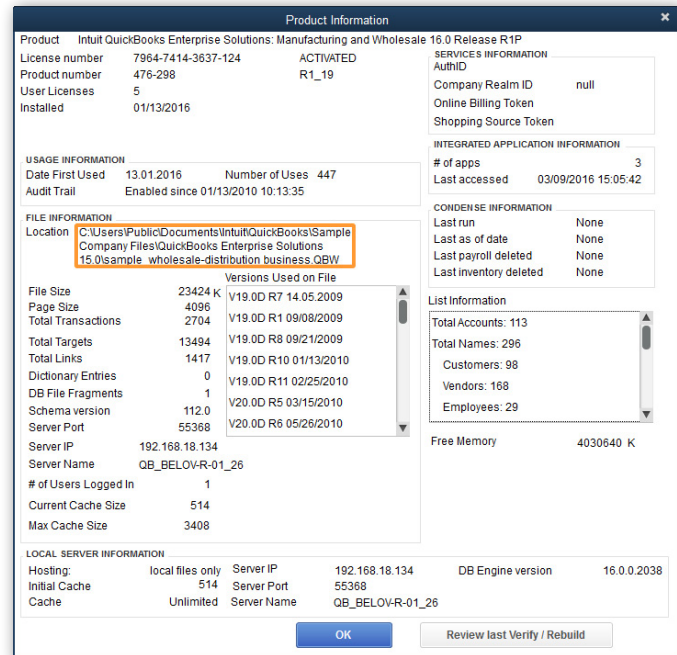 Product Information
Product Intuit QuickBooks Enterprise Solutions: Manufacturing and Wholesale 16.0 Release R1P
License number 7964-7414-3637-124 ACTIVATED
Product number 476-298 R1_19
User Licenses 5
Installed 01/13/2016
SERVICES INFORMATION
AuthID
Company Realm ID null
Online Billing Token
Shopping Source Token
USAGE INFORMATION
Date First Used 13.01.2016 Number of Uses 447
Audit Trail Enabled since 01/13/2010 10:13:35
INTEGRATED APPLICATION INFORMATION
# of apps 3
Last accessed 03/09/2016 15:05:42
FILE INFORMATION
Location C:\Users\Public\Documents\Intuit\QuickBooks\Sample
Company Files\QuickBooks Enterprise Solutions
15.0\sample_wholesale-distribution business.QBW
Versions Used on File
File Size 23424 K
Page Size 4096
Total Transactions 2704
Total Targets 13494
Total Links 1417
Dictionary Entries 0
DB File Fragments 1
Schema version 112.0
Server Port 55368
Server IP 192.168.18.134
Server Name QB_BELOV-R-01_26
# of Users Logged In 1
Current Cache Size 514
Max Cache Size 3408
V19.0D R7 14.05.2009
V19.0D R1 09/08/2009
V19.0D R8 09/21/2009
V19.0D R10 01/13/2010
V19.0D R11 02/25/2010
V20.0D R5 03/15/2010
V20.0D R6 05/26/2010
CONDENSE INFORMATION
Last run None
Last as of date None
Last payroll deleted None
Last inventory deleted None
List Information
Total Accounts: 113
Total Names: 296
Customers: 98
Vendors: 168
Employees: 29
Free Memory 4030640 K
LOCAL SERVER INFORMATION
Hosting: local files only Server IP 192.168.18.134 DB Engine version 16.0.0.2038
Initial Cache 514 Server Port 55368
Cache Unlimited Server Name QB_BELOV-R-01_26
OK Review last Verify / Rebuild